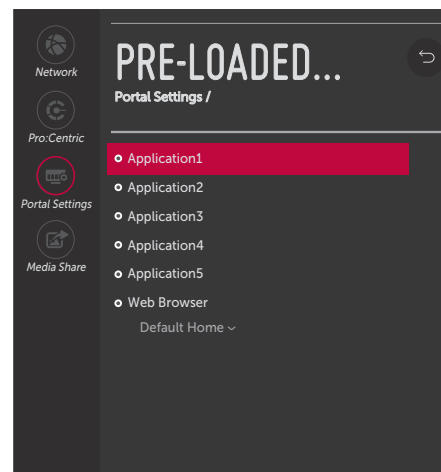 Network
Pro:Centric
Portal Settings
Media Share
PRE-LOADED...
Portal Settings /
Application1
Application2
Application3
Application4
Application5
Web Browser
Default Home